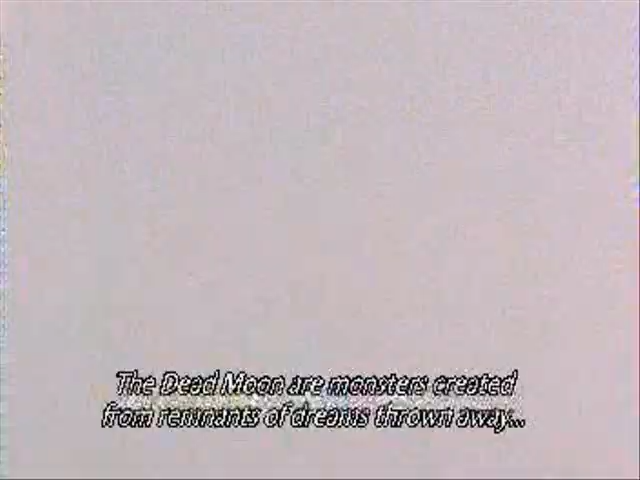 The Dead Moon are monsters created
from remnants of dreams thrown away...